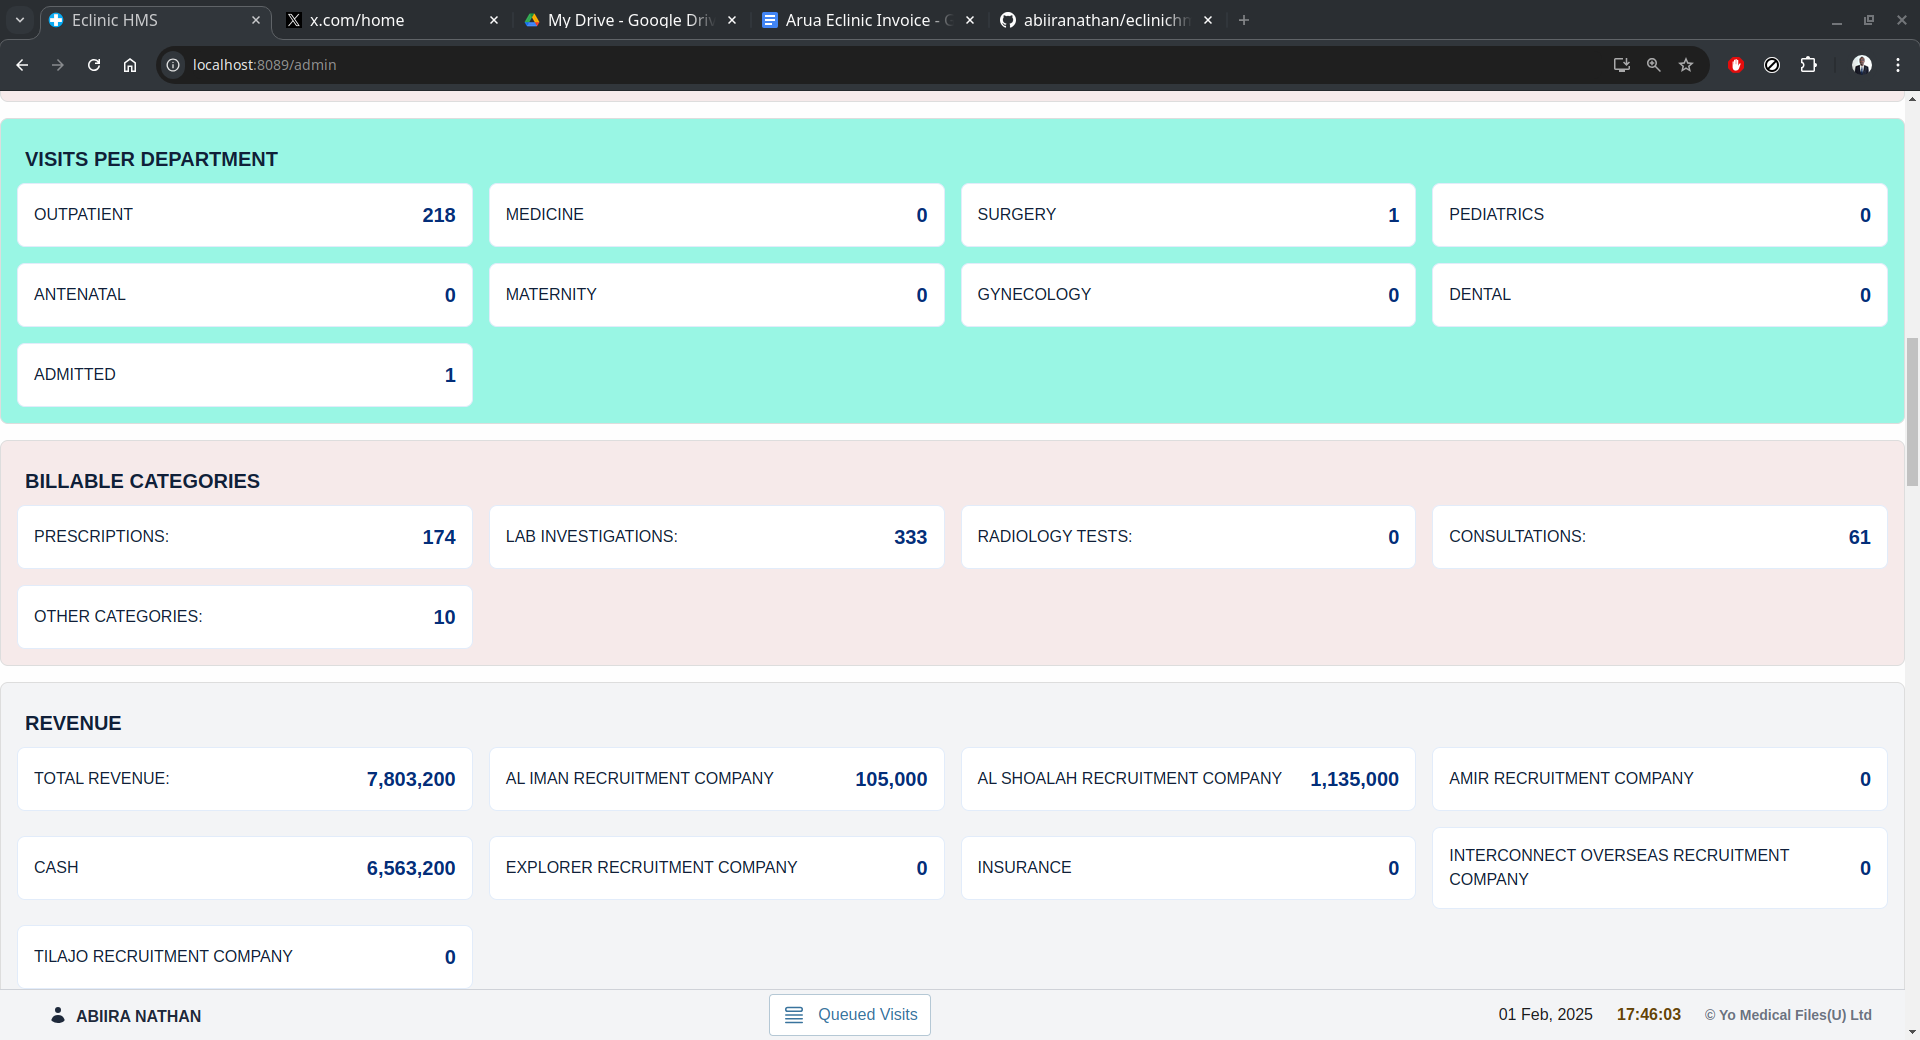 Eclinic HMS
x.com/home
My Drive - Google Driv
Arua Eclinic Invoice - G
abiiranathan/eclinichn
localhost:8089/admin
VISITS PER DEPARTMENT
OUTPATIENT 218
MEDICINE 0
SURGERY 1
PEDIATRICS 0
ANTENATAL 0
MATERNITY 0
GYNECOLOGY 0
DENTAL 0
ADMITTED 1
BILLABLE CATEGORIES
PRESCRIPTIONS: 174
LAB INVESTIGATIONS: 333
RADIOLOGY TESTS: 0
CONSULTATIONS: 61
OTHER CATEGORIES: 10
REVENUE
TOTAL REVENUE: 7,803,200
AL IMAN RECRUITMENT COMPANY 105,000
AL SHOALAH RECRUITMENT COMPANY 1,135,000
AMIR RECRUITMENT COMPANY 0
CASH 6,563,200
EXPLORER RECRUITMENT COMPANY 0
INSURANCE 0
INTERCONNECT OVERSEAS RECRUITMENT
COMPANY 0
TILAJO RECRUITMENT COMPANY 0
ABIIRA NATHAN
Queued Visits
01 Feb, 2025
17:46:03
© Yo Medical Files(U) Ltd